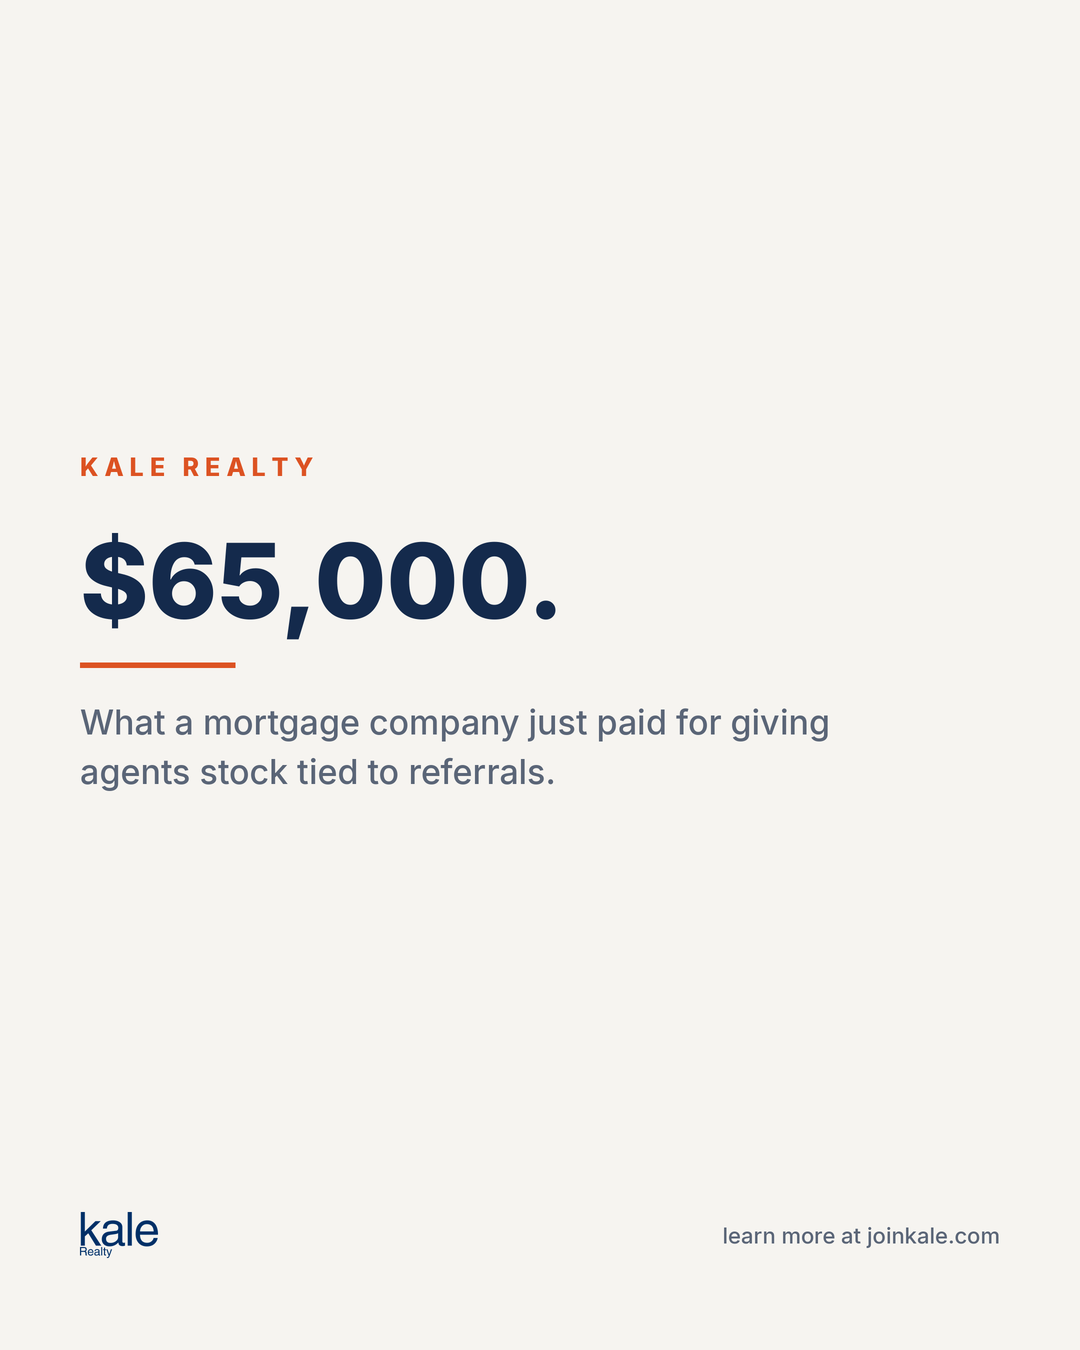 KALE REALTY
$65,000.
What a mortgage company just paid for giving
agents stock tied to referrals.
kale
Realty
learn more at joinkale.com